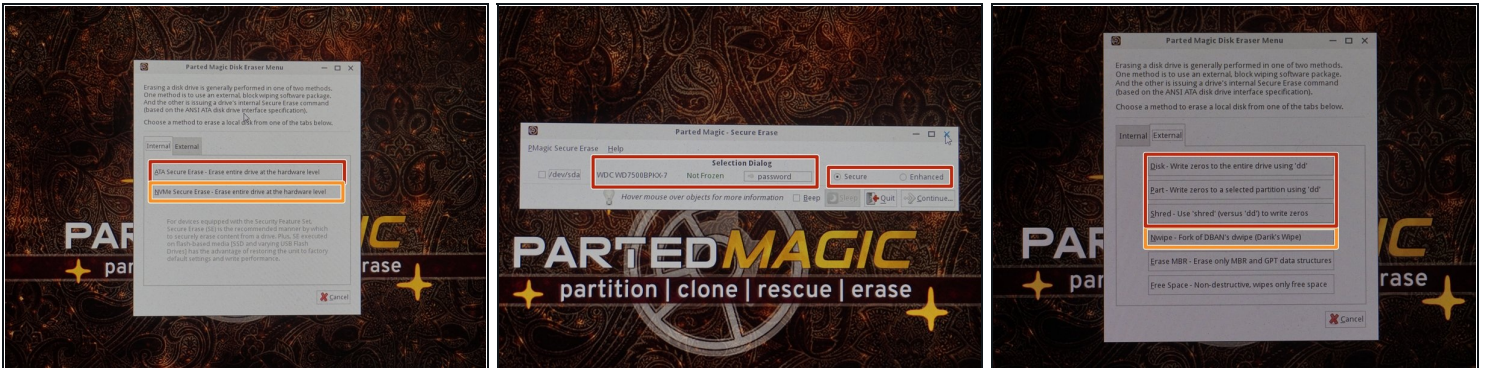 Parted Magic Disk Eraser Menu
Erasing a disk drive is generally performed in one of two methods.
One method is to use an external, block wiping software package.
And the other is issuing a drive's internal Secure Erase command
(based on the ANSI ATA disk drive interface specification).
Choose a method to erase a local disk from one of the tabs below.
Internal External
ATA Secure Erase - Erase entire drive at the hardware level
NVMe Secure Erase - Erase entire drive at the hardware level
For devices equipped with the Security Feature Set,
Secure Erase (SE) is the recommended manner by which
to securely erase content from a drive. Plus, SE executed
on flash-based media [SSD and varying USB Flash
Drives] has the advantage of restoring the unit to factory
default settings and write performance.
Cancel
PAR IC
par rase
Parted Magic - Secure Erase
PMagic Secure Erase Help
Selection Dialog
/dev/sda WDC WD7500BPKX-7 Not Frozen password Secure Enhanced
Hover mouse over objects for more information Beep Sleep Quit Continue...
PARTEDMAGIC
partition | clone | rescue | erase
Parted Magic Disk Eraser Menu
Erasing a disk drive is generally performed in one of two methods.
One method is to use an external, block wiping software package.
And the other is issuing a drive's internal Secure Erase command
(based on the ANSI ATA disk drive interface specification).
Choose a method to erase a local disk from one of the tabs below.
Internal External
Disk - Write zeros to the entire drive using 'dd'
Part - Write zeros to a selected partition using 'dd'
Shred - Use 'shred' (versus 'dd') to write zeros
Nwipe - Fork of DBAN's dwipe (Darik's Wipe)
Erase MBR - Erase only MBR and GPT data structures
Free Space - Non-destructive, wipes only free space
Cancel
PA IC
par rase